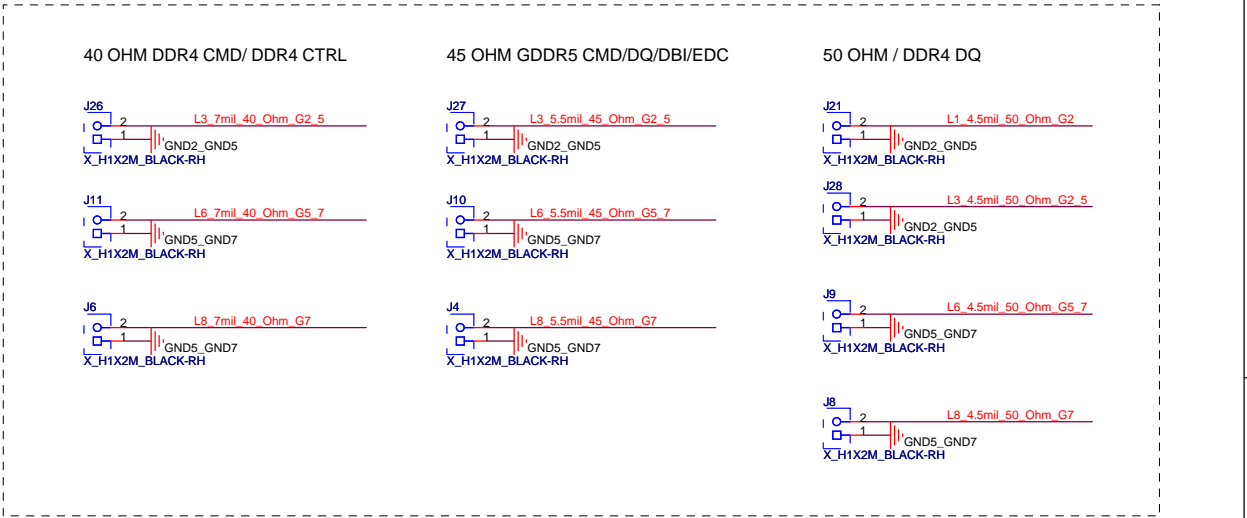 40 OHM DDR4 CMD/ DDR4 CTRL
J26
2 L3_7mil_40_Ohm_G2_5
1 GND2_GND5
X_H1X2M_BLACK-RH
J11
2 L6_7mil_40_Ohm_G5_7
1 GND5_GND7
X_H1X2M_BLACK-RH
J6
2 L8_7mil_40_Ohm_G7
1 GND5_GND7
X_H1X2M_BLACK-RH
45 OHM GDDR5 CMD/DQ/DBI/EDC
J27
2 L3_5.5mil_45_Ohm_G2_5
1 GND2_GND5
X_H1X2M_BLACK-RH
J10
2 L6_5.5mil_45_Ohm_G5_7
1 GND5_GND7
X_H1X2M_BLACK-RH
J4
2 L8_5.5mil_45_Ohm_G7
1 GND5_GND7
X_H1X2M_BLACK-RH
50 OHM / DDR4 DQ
J21
2 L1_4.5mil_50_Ohm_G2
1 GND2_GND5
X_H1X2M_BLACK-RH
J28
2 L3_4.5mil_50_Ohm_G2_5
1 GND2_GND5
X_H1X2M_BLACK-RH
J9
2 L6_4.5mil_50_Ohm_G5_7
1 GND5_GND7
X_H1X2M_BLACK-RH
J8
2 L8_4.5mil_50_Ohm_G7
1 GND5_GND7
X_H1X2M_BLACK-RH